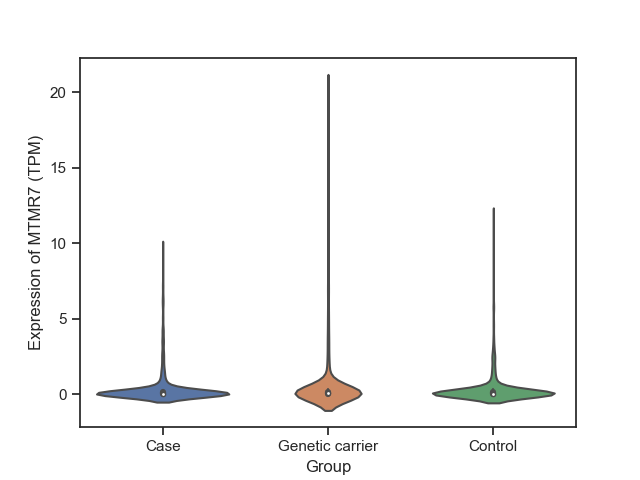 Expression of MTMR7 (TPM)
20
15
10
5
0
Case
Genetic carrier
Control
Group